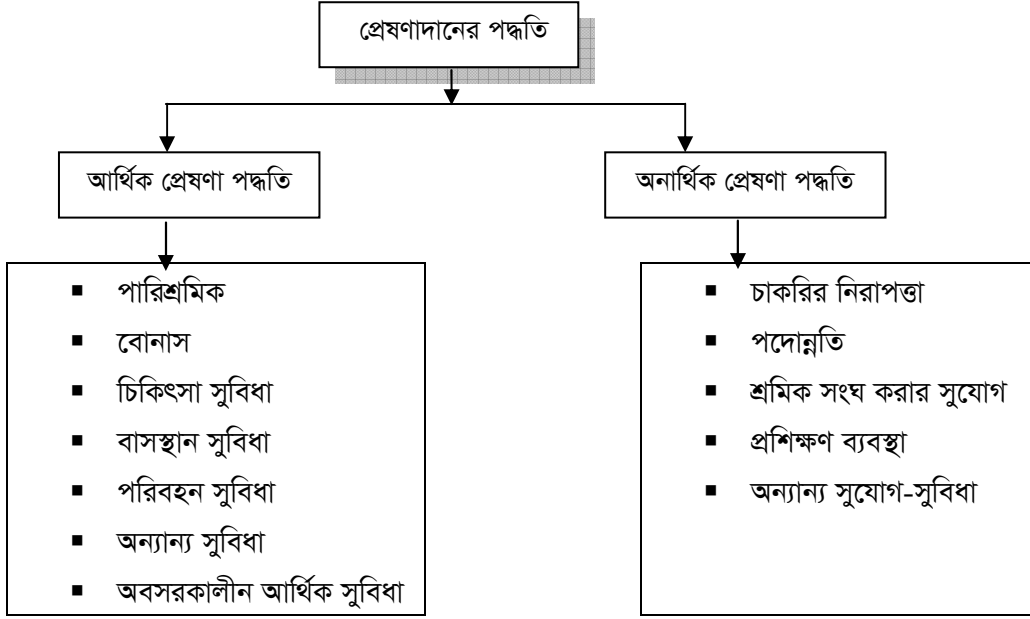 প্রেষণাদানের পদ্ধতি
আর্থিক প্রেষণা পদ্ধতি
অনার্থিক প্রেষণা পদ্ধতি
▪ পারিশ্রমিক
▪ বোনাস
▪ চিকিৎসা সুবিধা
▪ বাসস্থান সুবিধা
▪ পরিবহন সুবিধা
▪ অন্যান্য সুবিধা
▪ অবসরকালীন আর্থিক সুবিধা
▪ চাকরির নিরাপত্তা
▪ পদোন্নতি
▪ শ্রমিক সংঘ করার সুযোগ
▪ প্রশিক্ষণ ব্যবস্থা
▪ অন্যান্য সুযোগ-সুবিধা